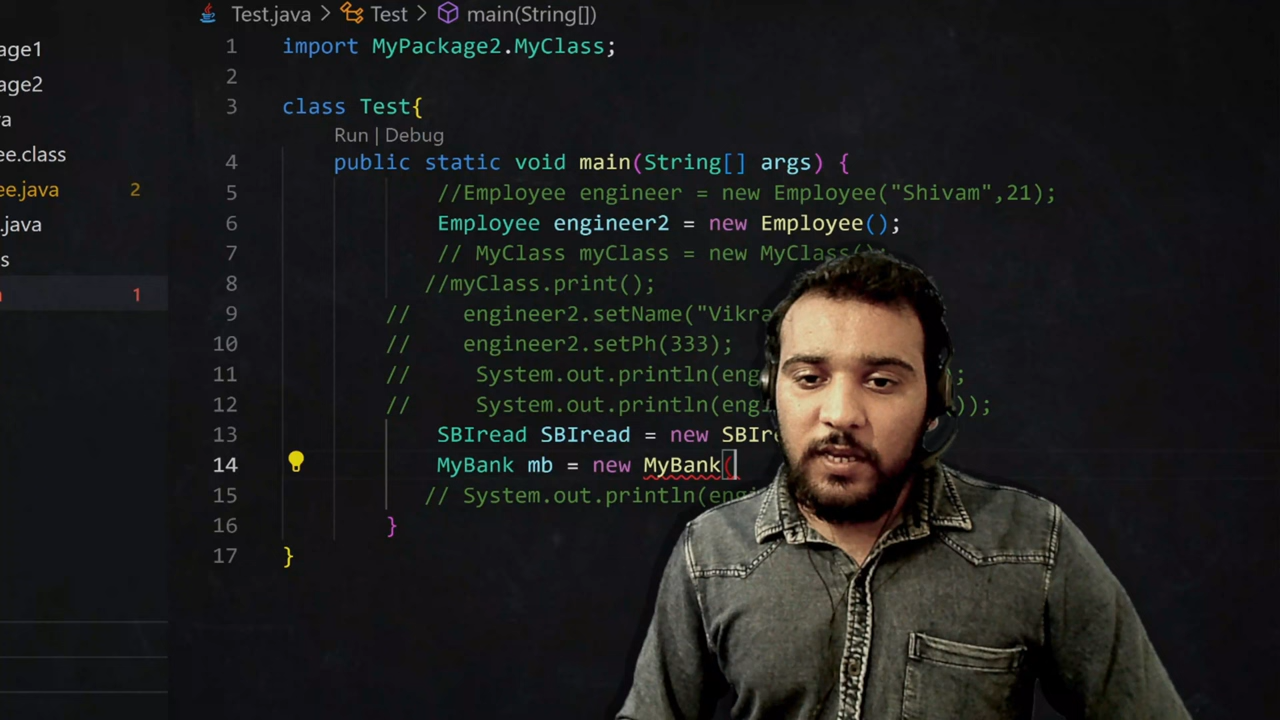 Test.java > Test > main(String[])
age1
age2
a
ee.class
ee.java 2
.java
s
1
1 import MyPackage2.MyClass;
2
3 class Test{
Run | Debug
4 public static void main(String[] args) {
5 //Employee engineer = new Employee("Shivam",21);
6 Employee engineer2 = new Employee();
7 // MyClass myClass = new MyClass();
8 //myClass.print();
9 // engineer2.setName("Vikra
10 // engineer2.setPh(333);
11 // System.out.println(eng ;
12 // System.out.println(eng ));
13 SBIread SBIread = new SBIre
14 MyBank mb = new MyBank(
15 // System.out.println(eng
16 }
17 }